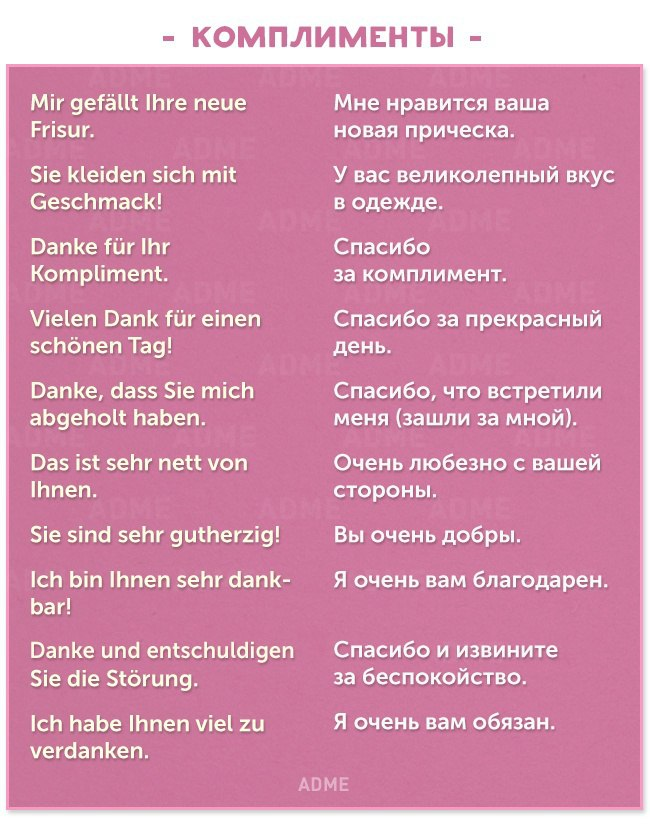 - КОМПЛИМЕНТЫ -
Mir gefällt Ihre neue
Frisur.
Мне нравится ваша
новая прическа.
Sie kleiden sich mit
Geschmack!
У вас великолепный вкус
в одежде.
Danke für Ihr
Kompliment.
Спасибо
за комплимент.
Vielen Dank für einen
schönen Tag!
Спасибо за прекрасный
день.
Danke, dass Sie mich
abgeholt haben.
Спасибо, что встретили
меня (зашли за мной).
Das ist sehr nett von
Ihnen.
Очень любезно с вашей
стороны.
Sie sind sehr gutherzig!
Вы очень добры.
Ich bin Ihnen sehr dank-
bar!
Я очень вам благодарен.
Danke und entschuldigen
Sie die Störung.
Спасибо и извините
за беспокойство.
Ich habe Ihnen viel zu
verdanken.
Я очень вам обязан.
ADME